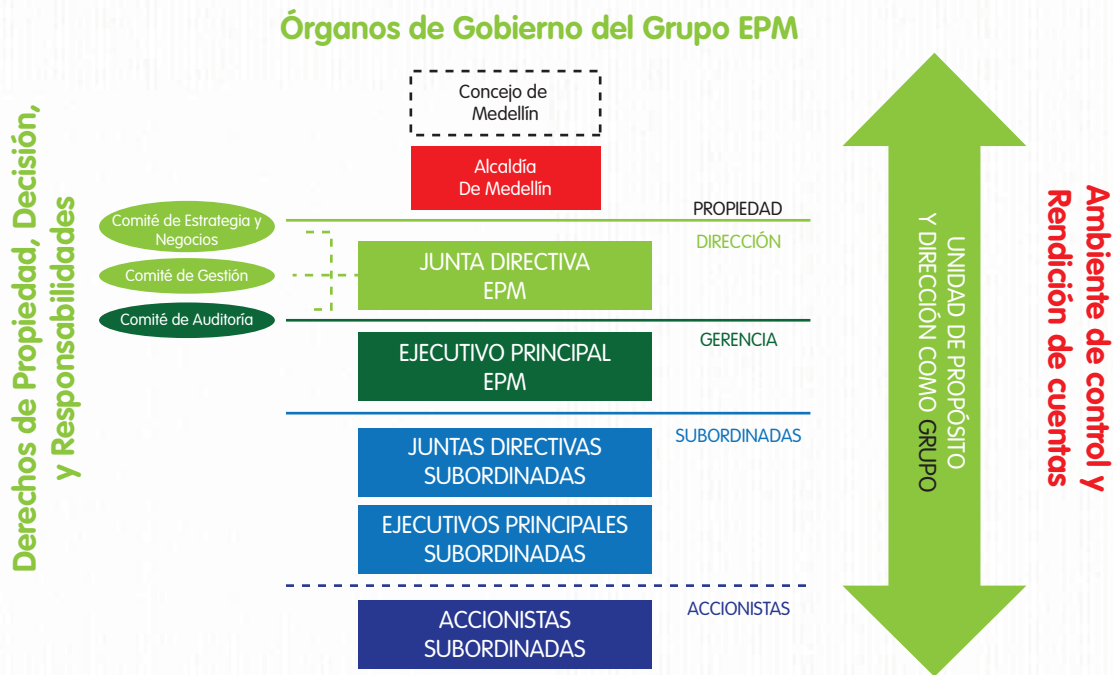 Órganos de Gobierno del Grupo EPM
Concejo de
Medellín
Alcaldía
De Medellín
Derechos de Propiedad, Decisión,
y Responsabilidades
Comité de Estrategia y
Negocios
Comité de Gestión
Comité de Auditoría
PROPIEDAD
DIRECCIÓN
JUNTA DIRECTIVA
EPM
GERENCIA
EJECUTIVO PRINCIPAL
EPM
SUBORDINADAS
JUNTAS DIRECTIVAS
SUBORDINADAS
EJECUTIVOS PRINCIPALES
SUBORDINADAS
ACCIONISTAS
ACCIONISTAS
SUBORDINADAS
UNIDAD DE PROPÓSITO
Y DIRECCIÓN COMO GRUPO
Ambiente de control y
Rendición de cuentas